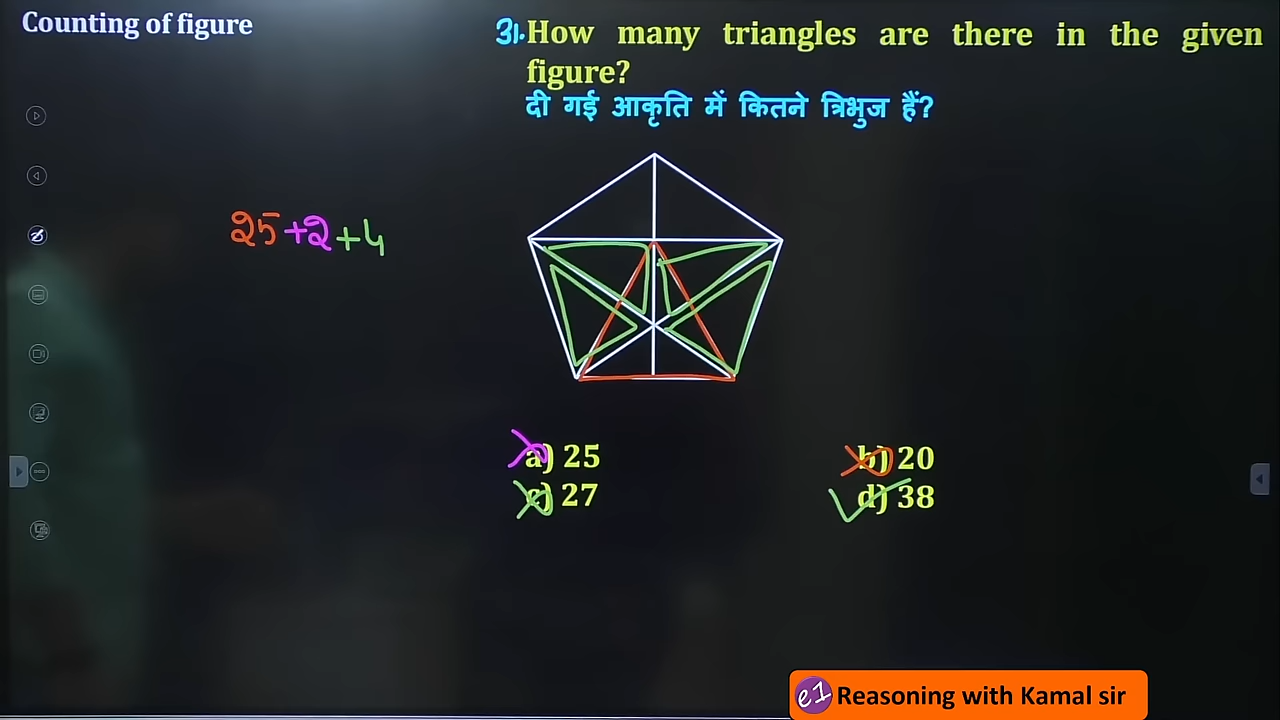 Counting of figure
31. How many triangles are there in the given
figure?
दी गई आकृति में कितने त्रिभुज हैं?
25+2+4
a) 25
b) 20
c) 27
d) 38
e1 Reasoning with Kamal sir